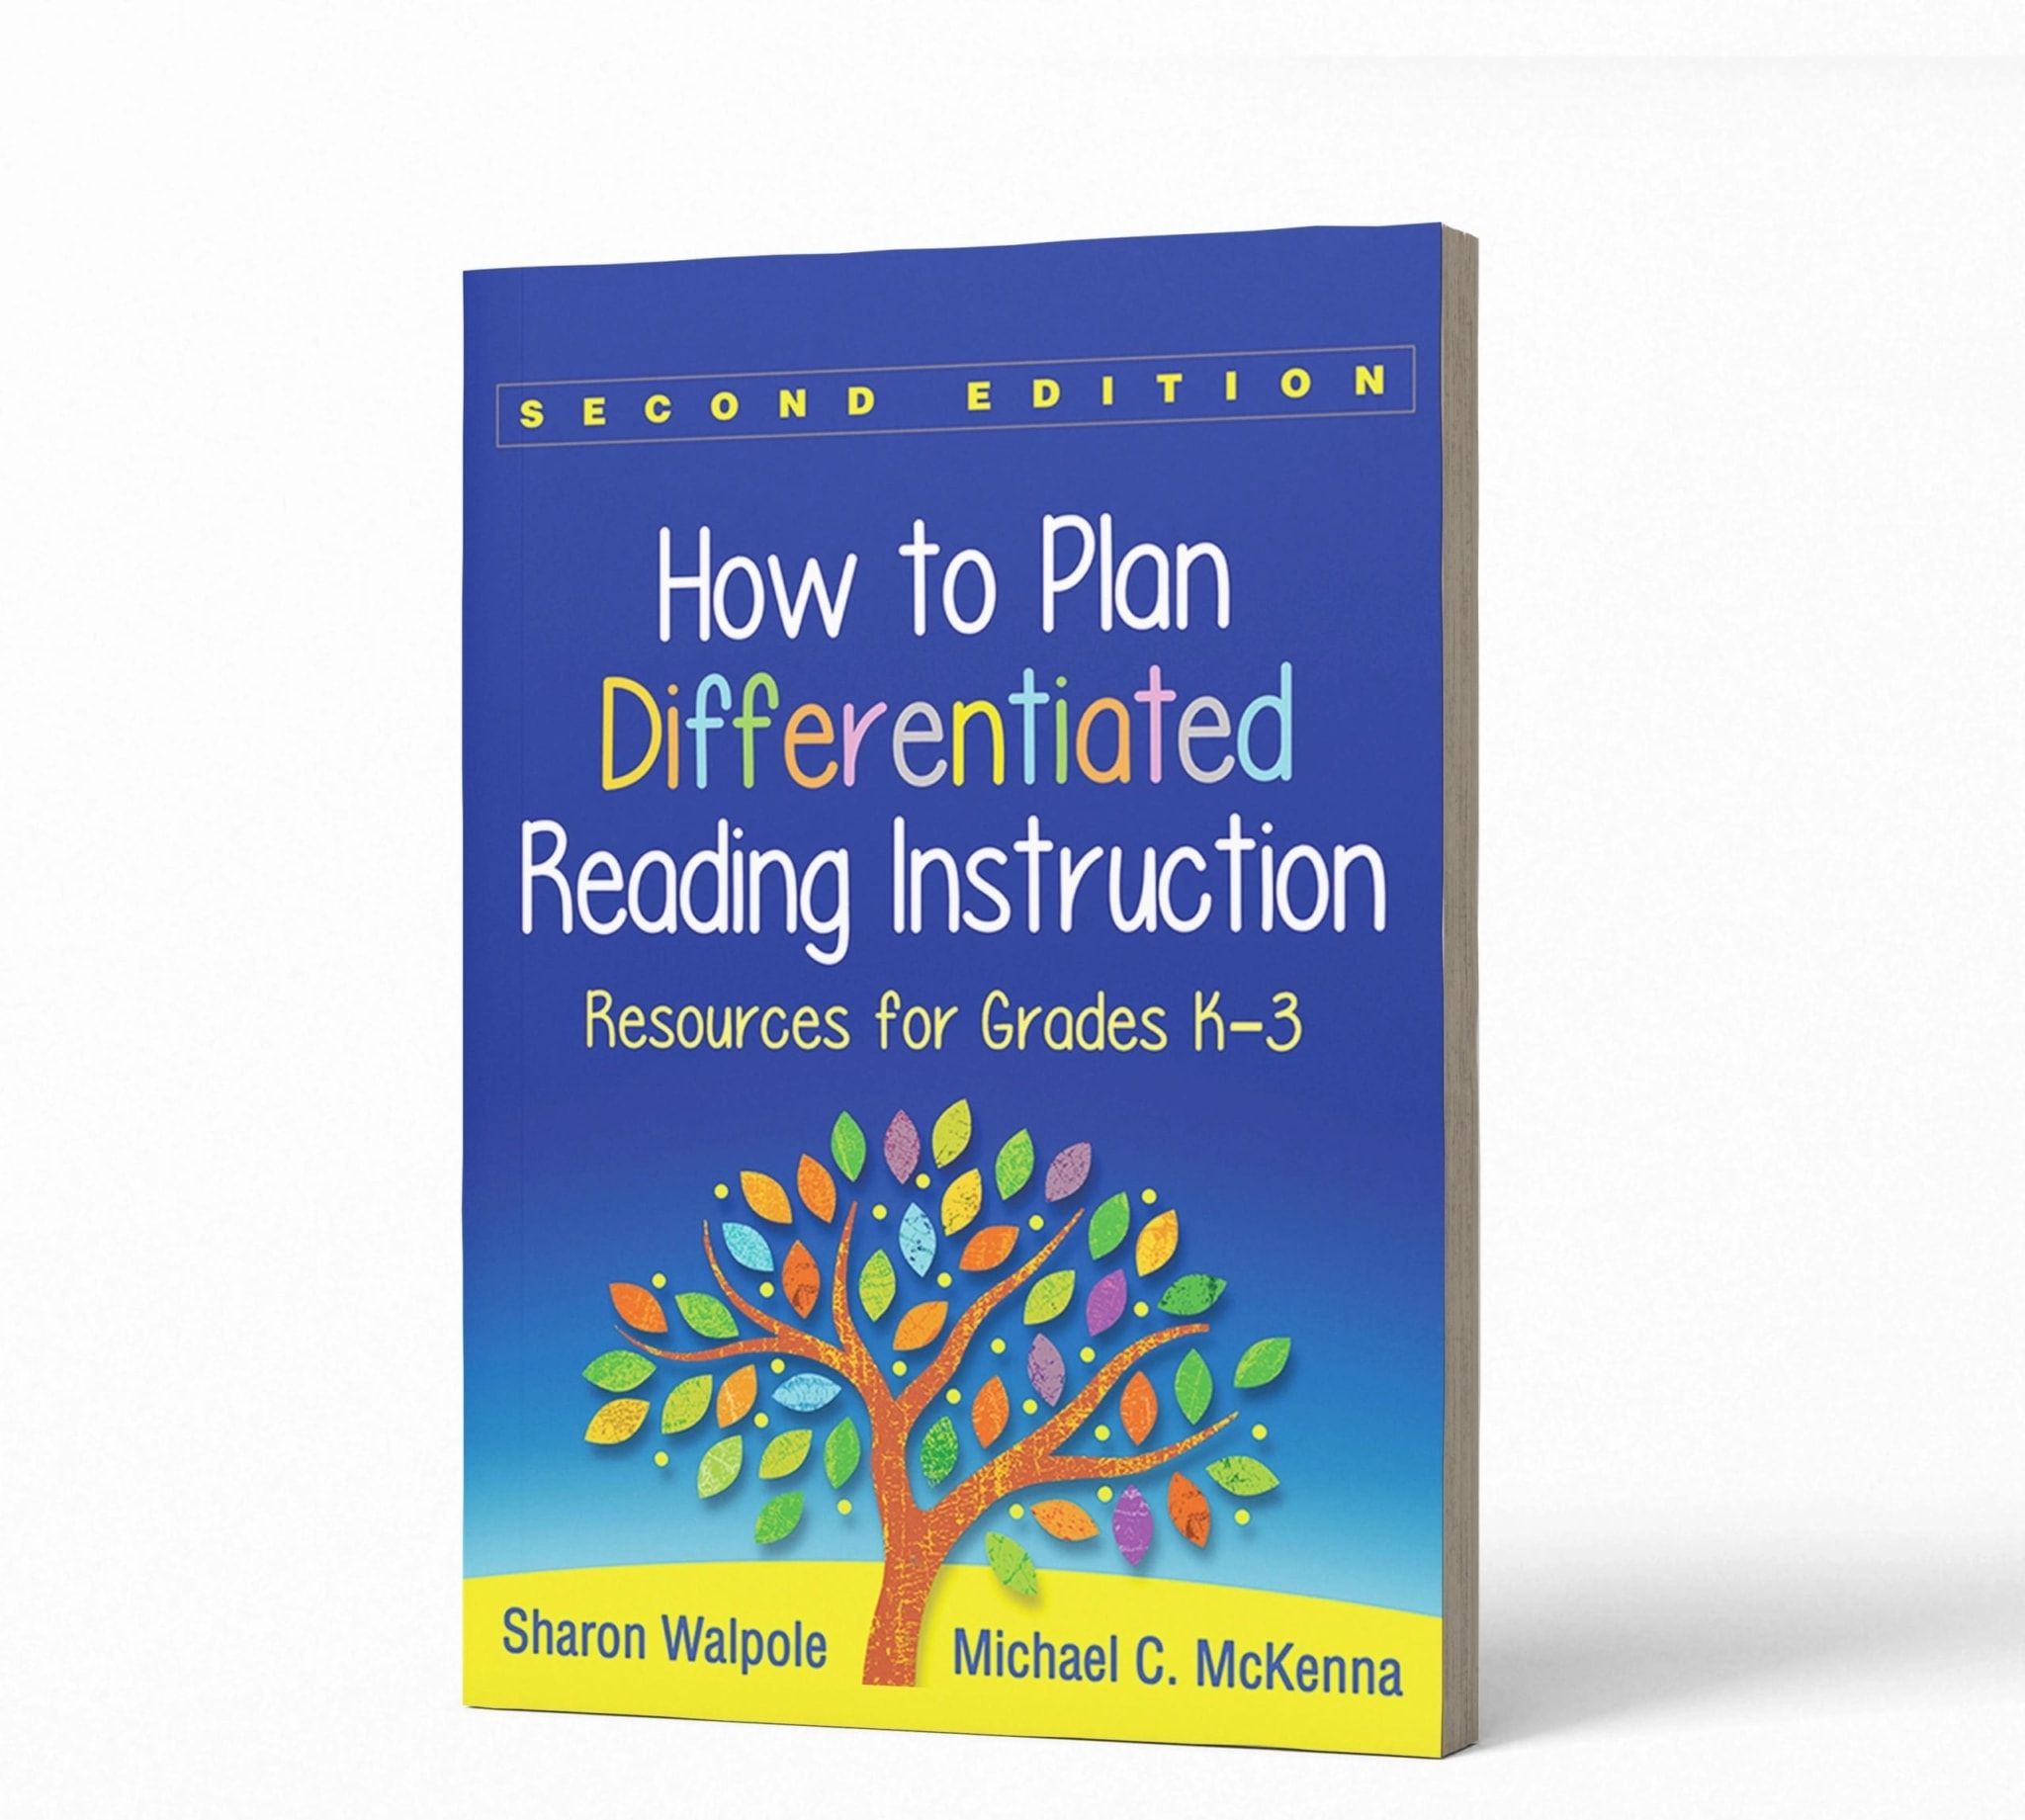 SECOND EDITION
How to Plan
Differentiated
Reading Instruction
Resources for Grades K–3
Sharon Walpole
Michael C. McKenna